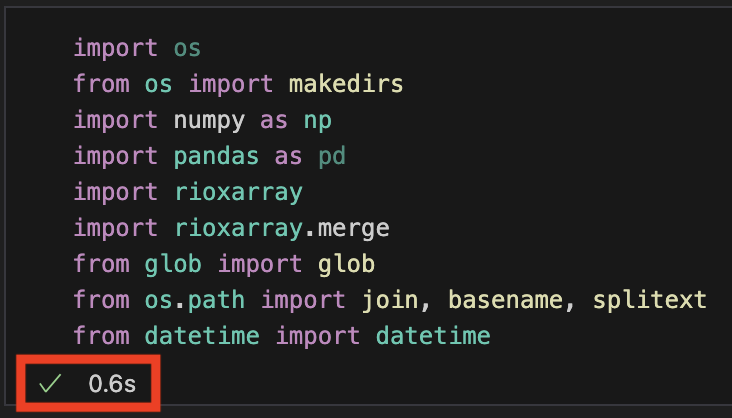 import os
from os import makedirs
import numpy as np
import pandas as pd
import rioxarray
import rioxarray.merge
from glob import glob
from os.path import join, basename, splitext
from datetime import datetime
✓ 0.6s